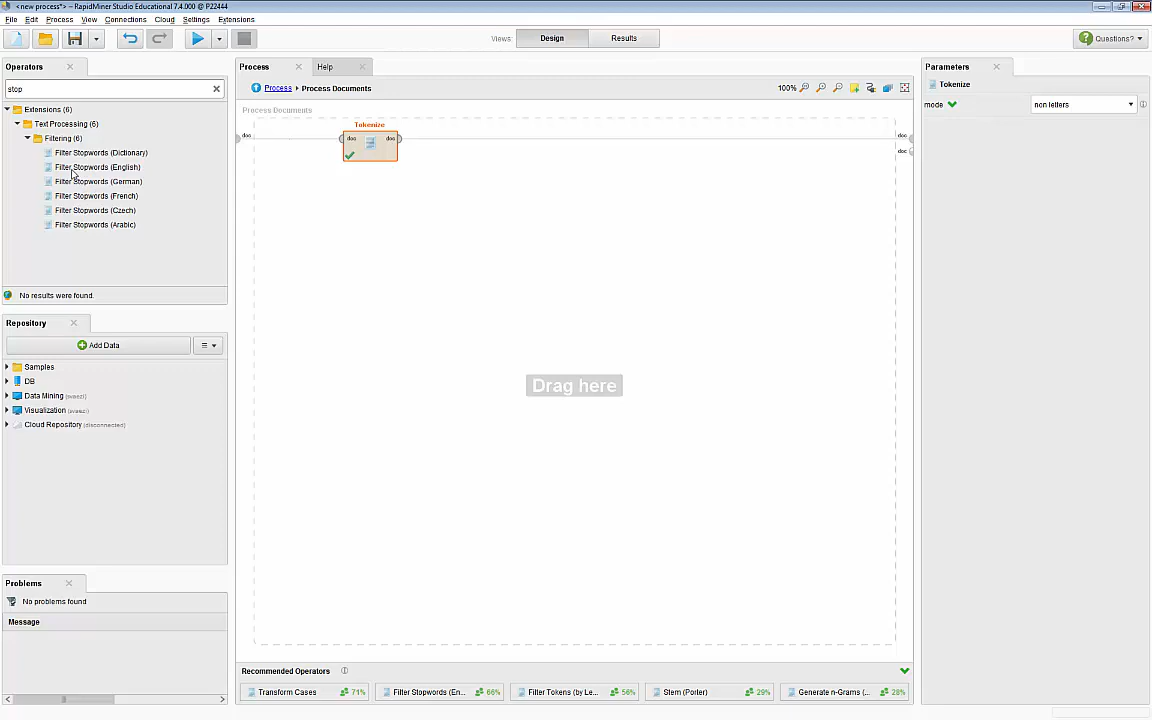 <new process*> – RapidMiner Studio Educational 7.4.000 @ P22444
File Edit Process View Connections Cloud Settings Extensions
Views: Design Results Questions?
Operators
stop
Extensions (6)
Text Processing (6)
Filtering (6)
Filter Stopwords (Dictionary)
Filter Stopwords (English)
Filter Stopwords (German)
Filter Stopwords (French)
Filter Stopwords (Czech)
Filter Stopwords (Arabic)
No results were found.
Repository
Add Data
Samples
DB
Data Mining
Visualization
Cloud Repository (disconnected)
Problems
No problems found
Message
Process Help
Process Process Documents 100%
Process Documents
Tokenize
doc doc doc doc
doc
Drag here
Recommended Operators
Transform Cases 71% Filter Stopwords (En... 66% Filter Tokens (by Le... 56% Stem (Porter) 29% Generate n-Grams (... 28%
Parameters
Tokenize
mode non letters